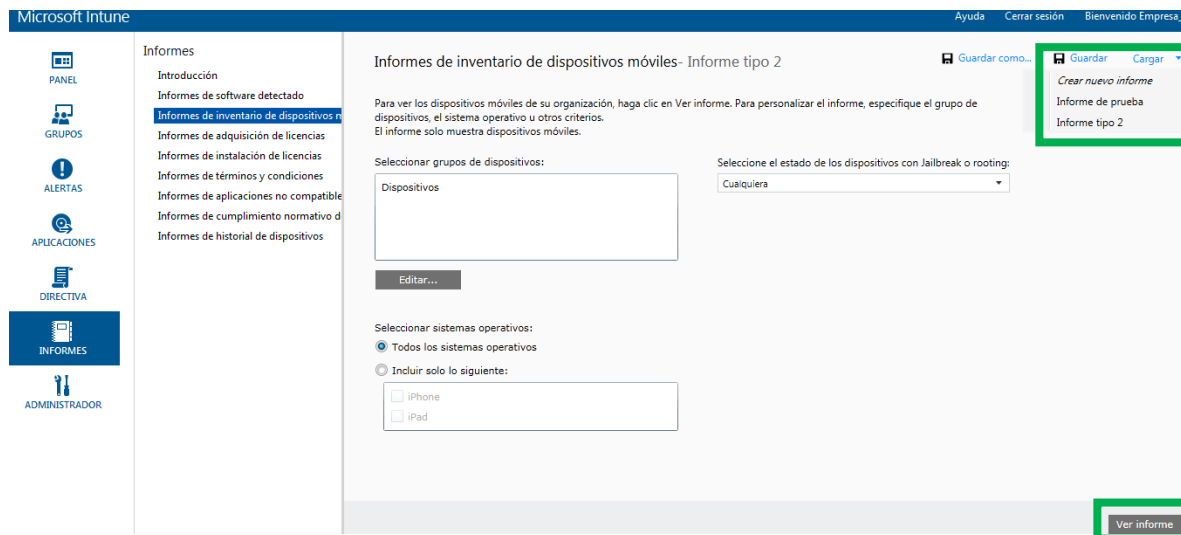 Microsoft Intune
Ayuda Cerrar sesión Bienvenido Empresa_
PANEL
GRUPOS
ALERTAS
APLICACIONES
DIRECTIVA
INFORMES
ADMINISTRADOR
Informes
Introducción
Informes de software detectado
Informes de inventario de dispositivos m
Informes de adquisición de licencias
Informes de instalación de licencias
Informes de términos y condiciones
Informes de aplicaciones no compatible
Informes de cumplimiento normativo d
Informes de historial de dispositivos
Informes de inventario de dispositivos móviles- Informe tipo 2
Guardar como... Guardar Cargar
Crear nuevo informe
Informe de prueba
Informe tipo 2
Para ver los dispositivos móviles de su organización, haga clic en Ver informe. Para personalizar el informe, especifique el grupo de
dispositivos, el sistema operativo u otros criterios.
El informe solo muestra dispositivos móviles.
Seleccionar grupos de dispositivos:
Dispositivos
Editar...
Seleccione el estado de los dispositivos con Jailbreak o rooting:
Cualquiera
Seleccionar sistemas operativos:
Todos los sistemas operativos
Incluir solo lo siguiente:
iPhone
iPad
Ver informe